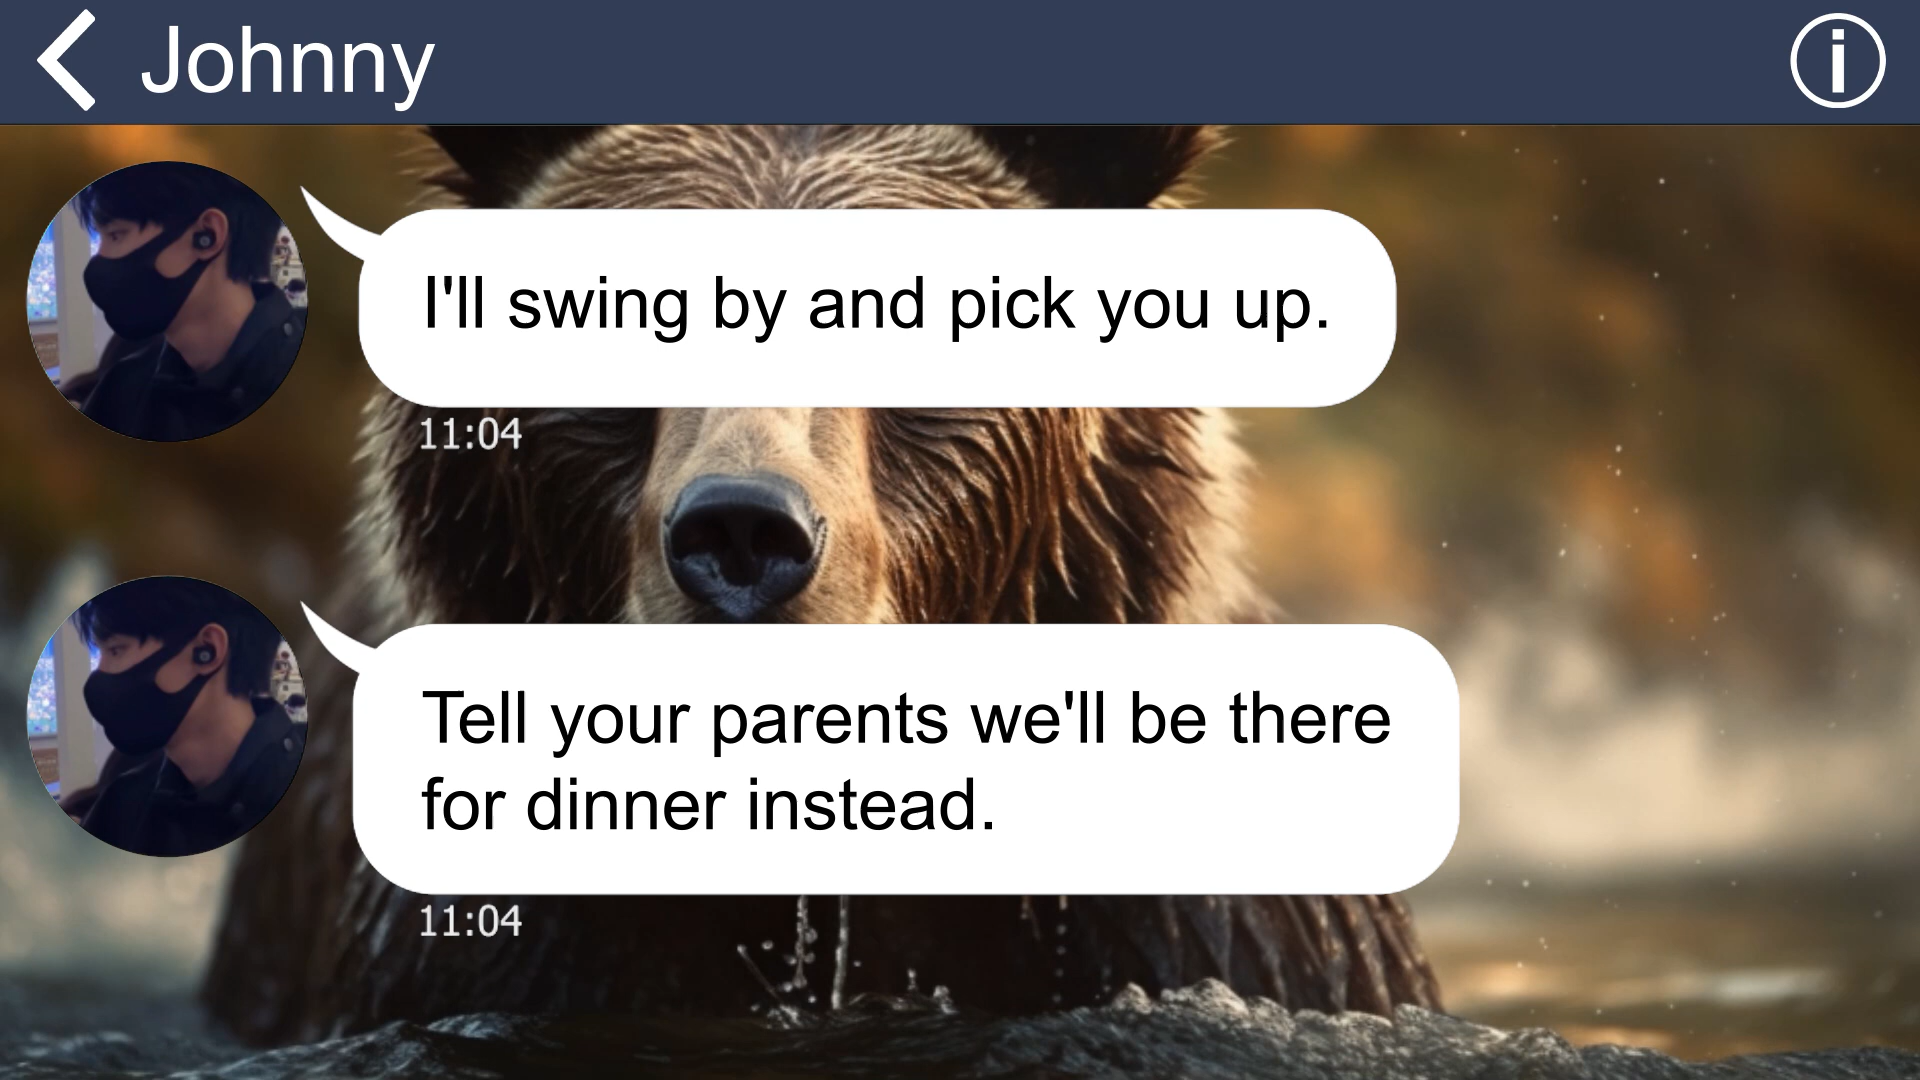 Johnny
I'll swing by and pick you up.
11:04
Tell your parents we'll be there
for dinner instead.
11:04